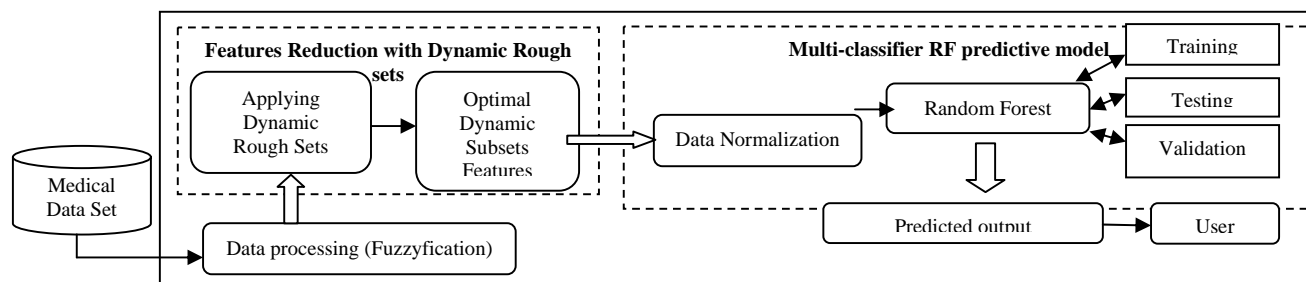 Features Reduction with Dynamic Rough
sets
Applying
Dynamic
Rough Sets
Optimal
Dynamic
Subsets
Features
Medical
Data Set
Data processing (Fuzzyfication)
Multi-classifier RF predictive model
Data Normalization
Random Forest
Training
Testing
Validation
Predicted output
User